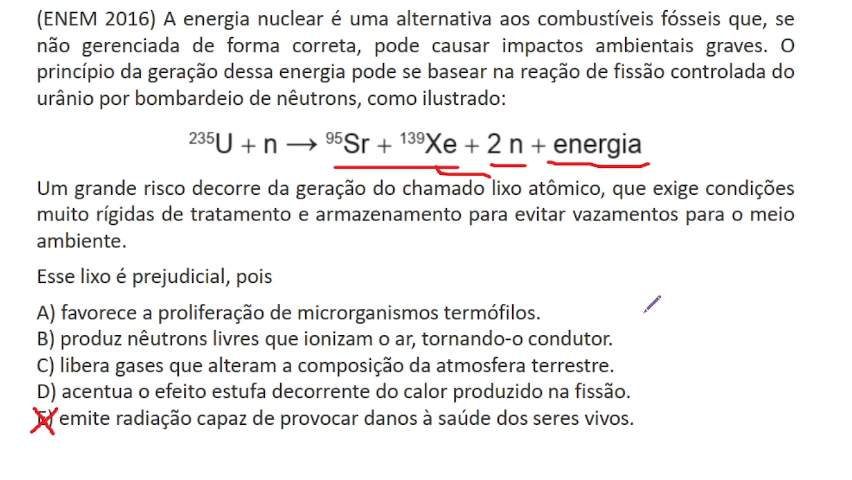 (ENEM 2016) A energia nuclear é uma alternativa aos combustíveis fósseis que, se
não gerenciada de forma correta, pode causar impactos ambientais graves. O
princípio da geração dessa energia pode se basear na reação de fissão controlada do
urânio por bombardeio de nêutrons, como ilustrado:
²³⁵U + n → ⁹⁵Sr + ¹³⁹Xe + 2 n + energia
Um grande risco decorre da geração do chamado lixo atômico, que exige condições
muito rígidas de tratamento e armazenamento para evitar vazamentos para o meio
ambiente.
Esse lixo é prejudicial, pois
A) favorece a proliferação de microrganismos termófilos.
B) produz nêutrons livres que ionizam o ar, tornando-o condutor.
C) libera gases que alteram a composição da atmosfera terrestre.
D) acentua o efeito estufa decorrente do calor produzido na fissão.
E) emite radiação capaz de provocar danos à saúde dos seres vivos.